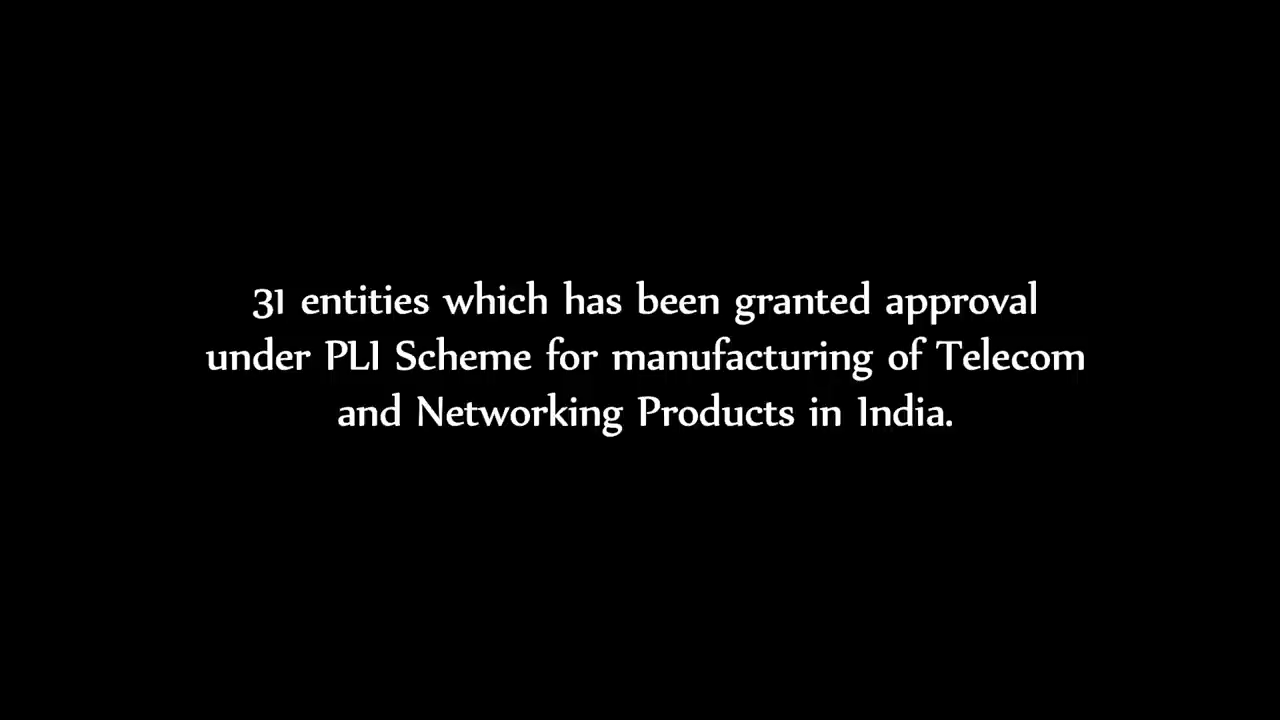 31 entities which has been granted approval
under PLI Scheme for manufacturing of Telecom
and Networking Products in India.